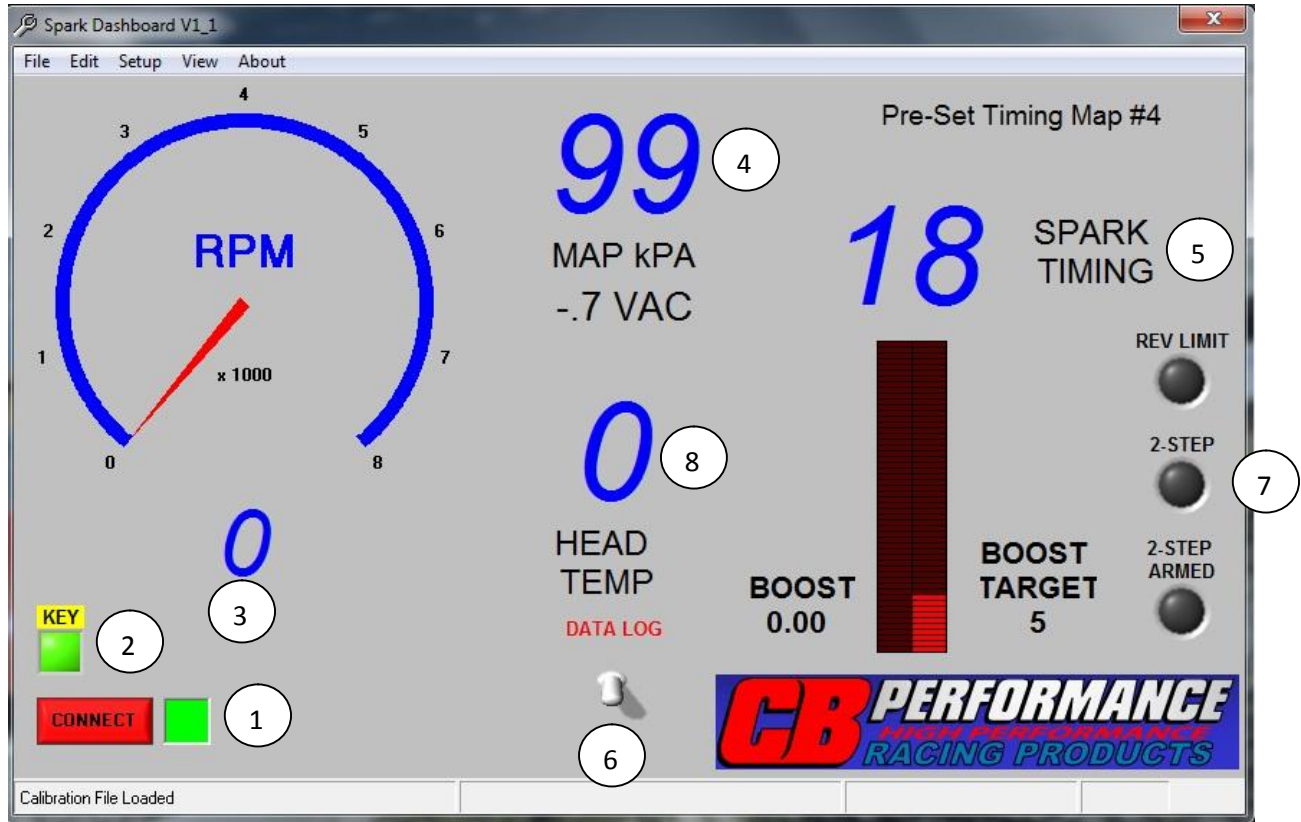 Spark Dashboard V1_1
File Edit Setup View About
4
3
5
2
6
1
7
0
8
RPM
x 1000
0
3
KEY
2
CONNECT
1
99
4
MAP kPA
-.7 VAC
0
8
HEAD
TEMP
DATA LOG
6
Pre-Set Timing Map #4
18
SPARK
TIMING
5
REV LIMIT
2-STEP
7
2-STEP
ARMED
BOOST
0.00
BOOST
TARGET
5
CB PERFORMANCE
HIGH PERFORMANCE
RACING PRODUCTS
Calibration File Loaded